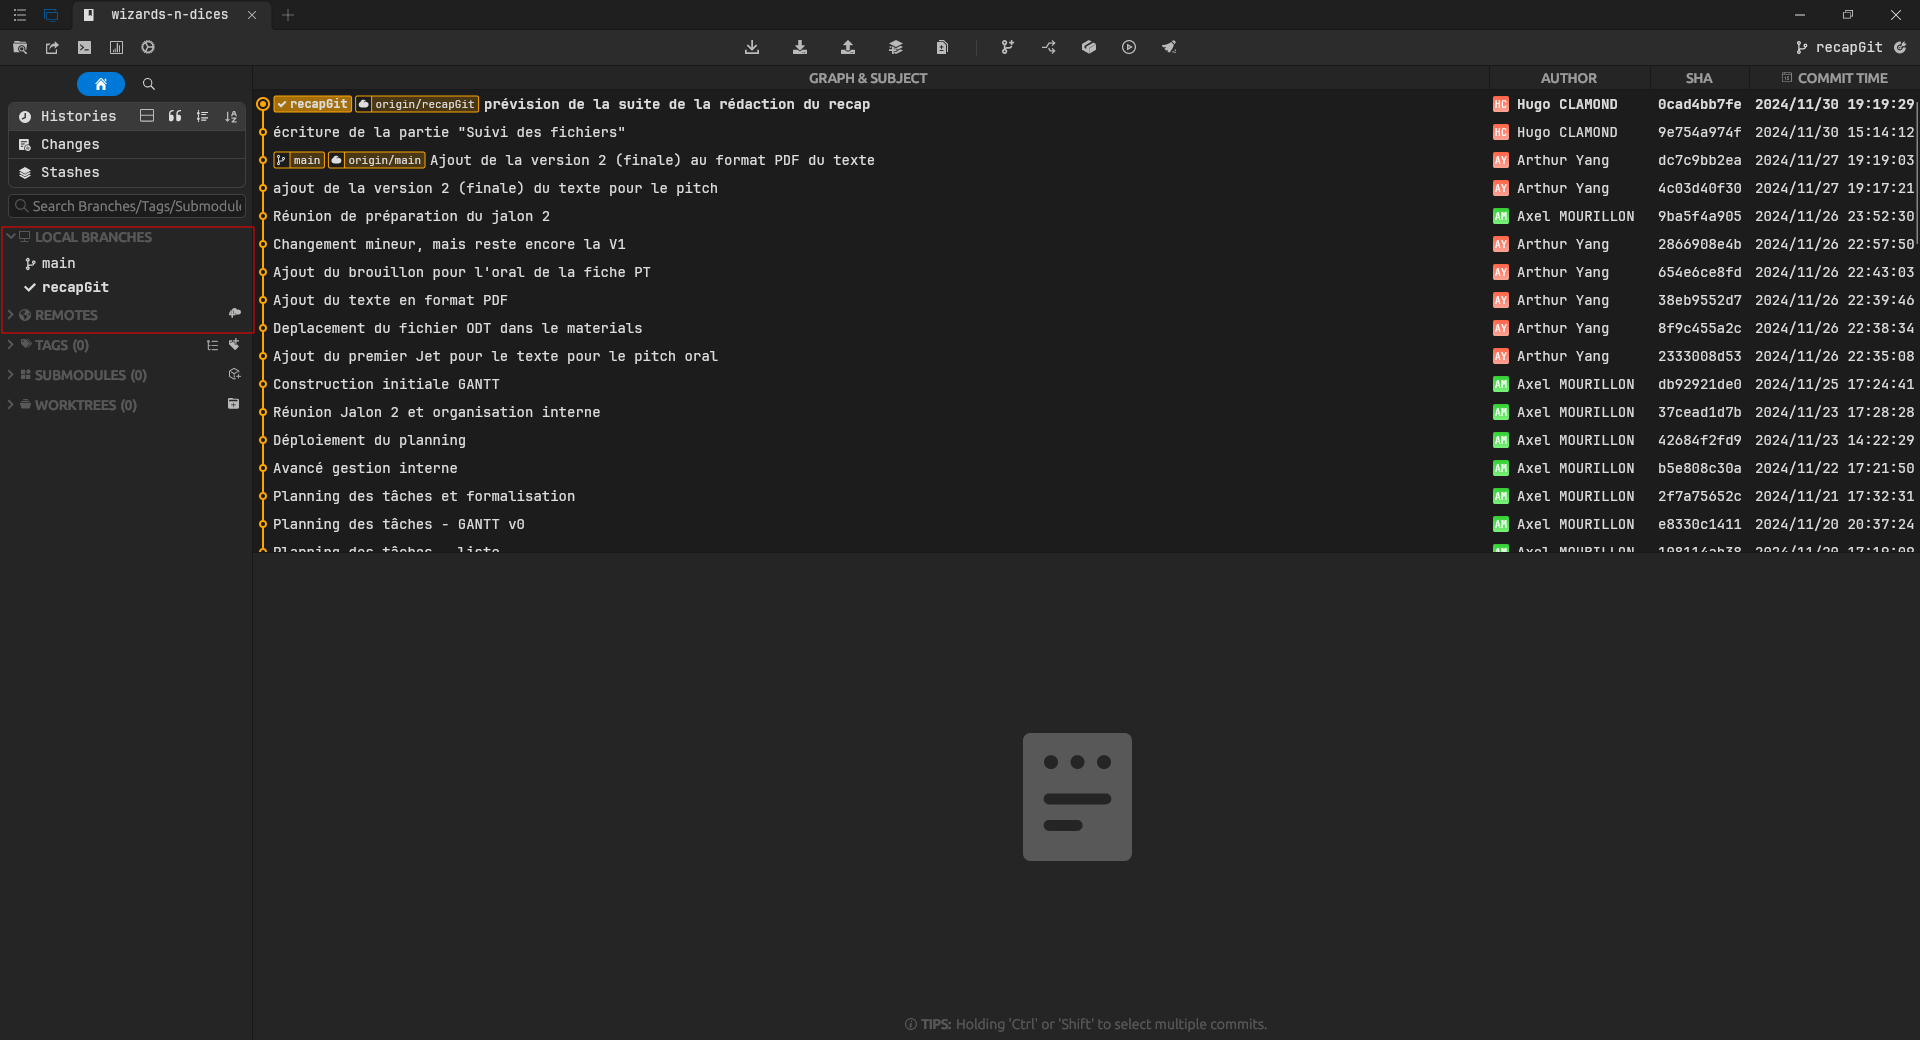 wizards-n-dices
recapGit
GRAPH & SUBJECT AUTHOR SHA COMMIT TIME
Histories
Changes
Stashes
Search Branches/Tags/Submodule
LOCAL BRANCHES
main
recapGit
REMOTES
TAGS (0)
SUBMODULES (0)
WORKTREES (0)
recapGit origin/recapGit prévision de la suite de la rédaction du recap HC Hugo CLAMOND 0cad4bb7fe 2024/11/30 19:19:29
écriture de la partie "Suivi des fichiers" HC Hugo CLAMOND 9e754a974f 2024/11/30 15:14:12
main origin/main Ajout de la version 2 (finale) au format PDF du texte AY Arthur Yang dc7c9bb2ea 2024/11/27 19:19:03
ajout de la version 2 (finale) du texte pour le pitch AY Arthur Yang 4c03d40f30 2024/11/27 19:17:21
Réunion de préparation du jalon 2 AM Axel MOURILLON 9ba5f4a905 2024/11/26 23:52:30
Changement mineur, mais reste encore la V1 AY Arthur Yang 2866908e4b 2024/11/26 22:57:50
Ajout du brouillon pour l'oral de la fiche PT AY Arthur Yang 654e6ce8fd 2024/11/26 22:43:03
Ajout du texte en format PDF AY Arthur Yang 38eb9552d7 2024/11/26 22:39:46
Deplacement du fichier ODT dans le materials AY Arthur Yang 8f9c455a2c 2024/11/26 22:38:34
Ajout du premier Jet pour le texte pour le pitch oral AY Arthur Yang 2333008d53 2024/11/26 22:35:08
Construction initiale GANTT AM Axel MOURILLON db92921de0 2024/11/25 17:24:41
Réunion Jalon 2 et organisation interne AM Axel MOURILLON 37cead1d7b 2024/11/23 17:28:28
Déploiement du planning AM Axel MOURILLON 42684f2fd9 2024/11/23 14:22:29
Avancé gestion interne AM Axel MOURILLON b5e808c30a 2024/11/22 17:21:50
Planning des tâches et formalisation AM Axel MOURILLON 2f7a75652c 2024/11/21 17:32:31
Planning des tâches - GANTT v0 AM Axel MOURILLON e8330c1411 2024/11/20 20:37:24
Planning des tâches - liste AM Axel MOURILLON 108114ab38 2024/11/20 17:19:09
TIPS: Holding 'Ctrl' or 'Shift' to select multiple commits.